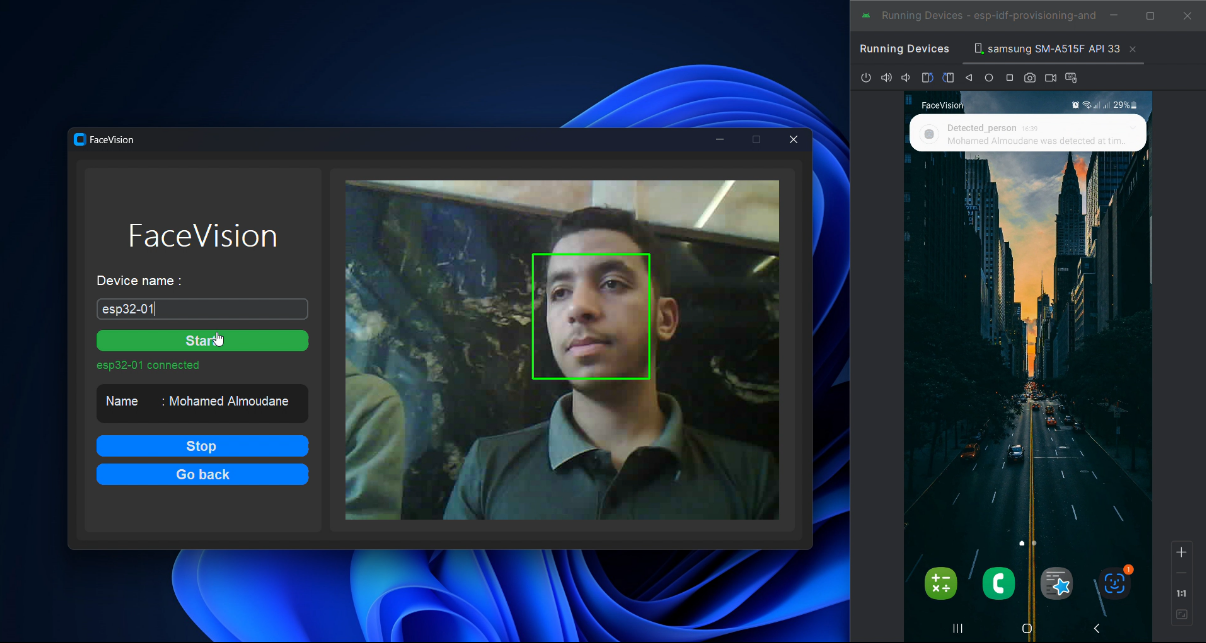 FaceVision
FaceVision
Device name :
esp32-01
Start
esp32-01 connected
Name : Mohamed Almoudane
Stop
Go back
Running Devices - esp-idf-provisioning-and
Running Devices
samsung SM-A515F API 33
FaceVision
29%
Detected_person 16:39
Mohamed Almoudane was detected at tim..
1
1:1